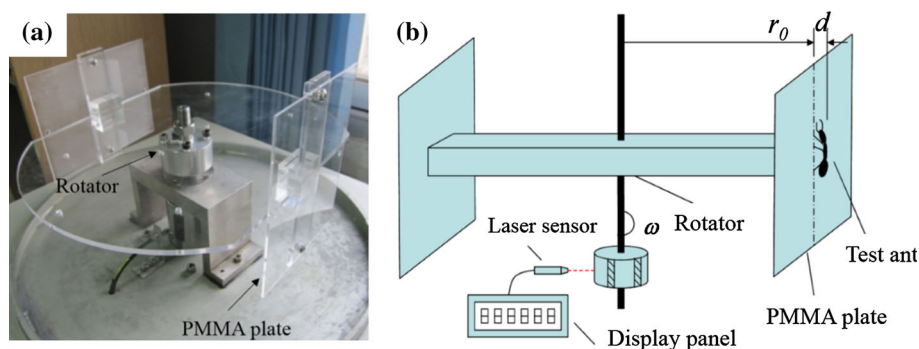 (a)
Rotator
PMMA plate
(b)
r0
d
ω
Laser sensor
Rotator
Test ant
PMMA plate
Display panel